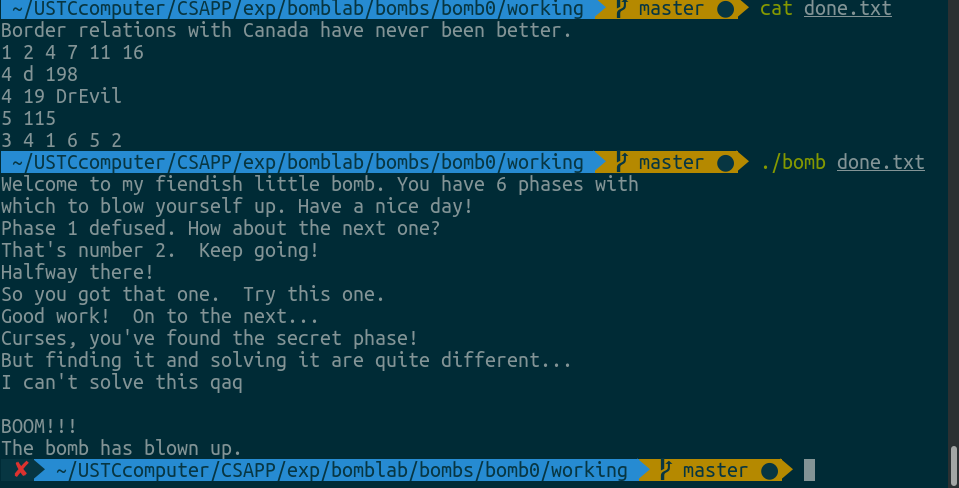 ~/USTCcomputer/CSAPP/exp/bomblab/bombs/bomb0/working master ● cat done.txt
Border relations with Canada have never been better.
1 2 4 7 11 16
4 d 198
4 19 DrEvil
5 115
3 4 1 6 5 2
~/USTCcomputer/CSAPP/exp/bomblab/bombs/bomb0/working master ● ./bomb done.txt
Welcome to my fiendish little bomb. You have 6 phases with
which to blow yourself up. Have a nice day!
Phase 1 defused. How about the next one?
That's number 2.  Keep going!
Halfway there!
So you got that one.  Try this one.
Good work!  On to the next...
Curses, you've found the secret phase!
But finding it and solving it are quite different...
I can't solve this qaq
BOOM!!!
The bomb has blown up.
✘ ~/USTCcomputer/CSAPP/exp/bomblab/bombs/bomb0/working master ●